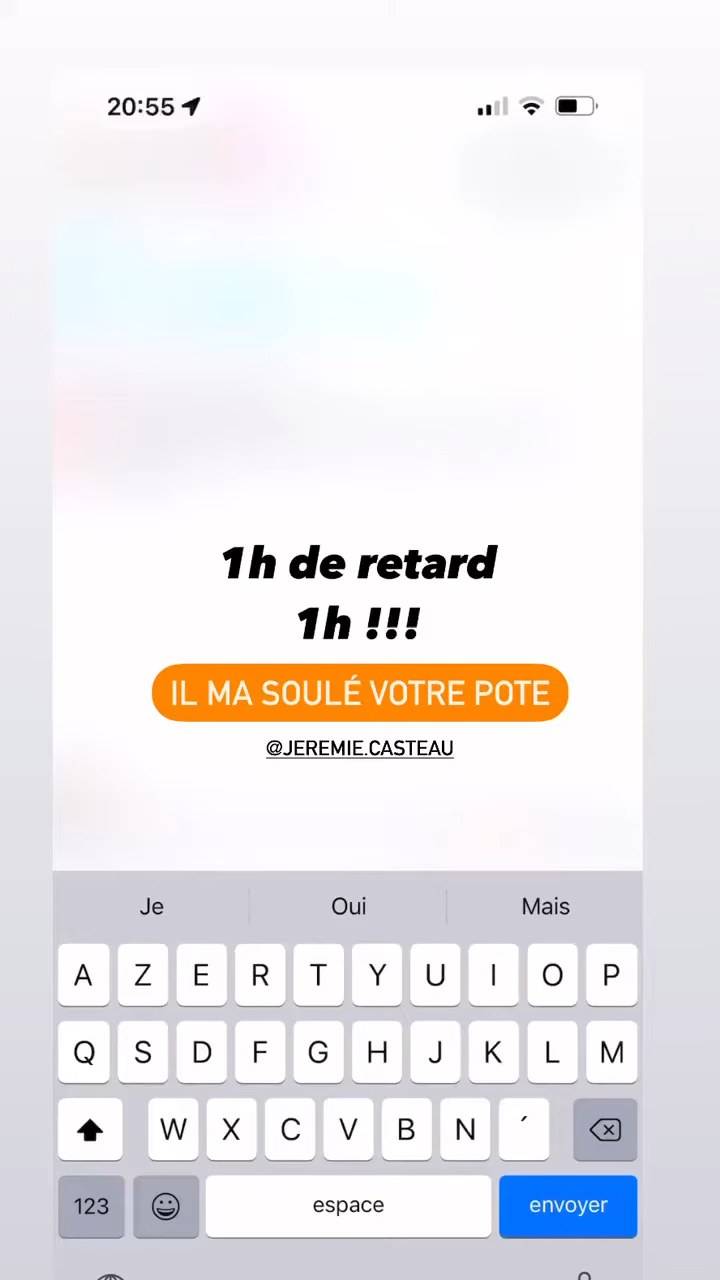 20:55
1h de retard
1h !!!
IL MA SOULÉ VOTRE POTE
@JEREMIE.CASTEAU
Je Oui Mais
A Z E R T Y U I O P
Q S D F G H J K L M
W X C V B N ´
123 espace envoyer